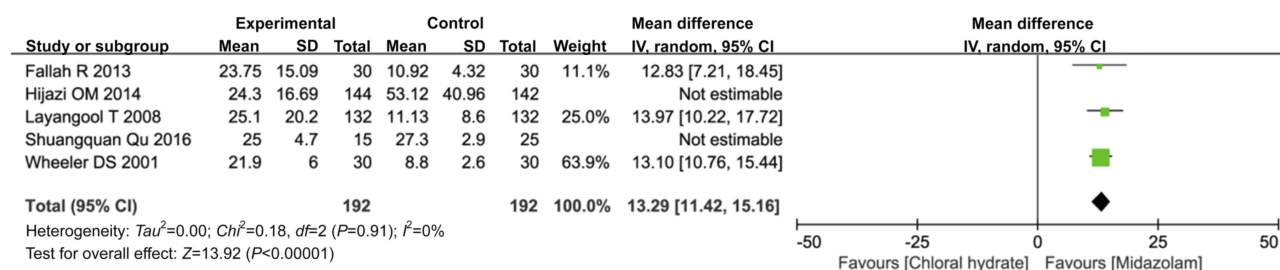 Experimental Control Mean difference Mean difference
Study or subgroup Mean SD Total Mean SD Total Weight IV, random, 95% CI IV, random, 95% CI
Fallah R 2013 23.75 15.09 30 10.92 4.32 30 11.1% 12.83 [7.21, 18.45]
Hijazi OM 2014 24.3 16.69 144 53.12 40.96 142 Not estimable
Layangool T 2008 25.1 20.2 132 11.13 8.6 132 25.0% 13.97 [10.22, 17.72]
Shuangquan Qu 2016 25 4.7 15 27.3 2.9 25 Not estimable
Wheeler DS 2001 21.9 6 30 8.8 2.6 30 63.9% 13.10 [10.76, 15.44]
Total (95% CI) 192 192 100.0% 13.29 [11.42, 15.16]
Heterogeneity: Tau²=0.00; Chi²=0.18, df=2 (P=0.91); I²=0%
Test for overall effect: Z=13.92 (P<0.00001)
-50 -25 0 25 50
Favours [Chloral hydrate] Favours [Midazolam]